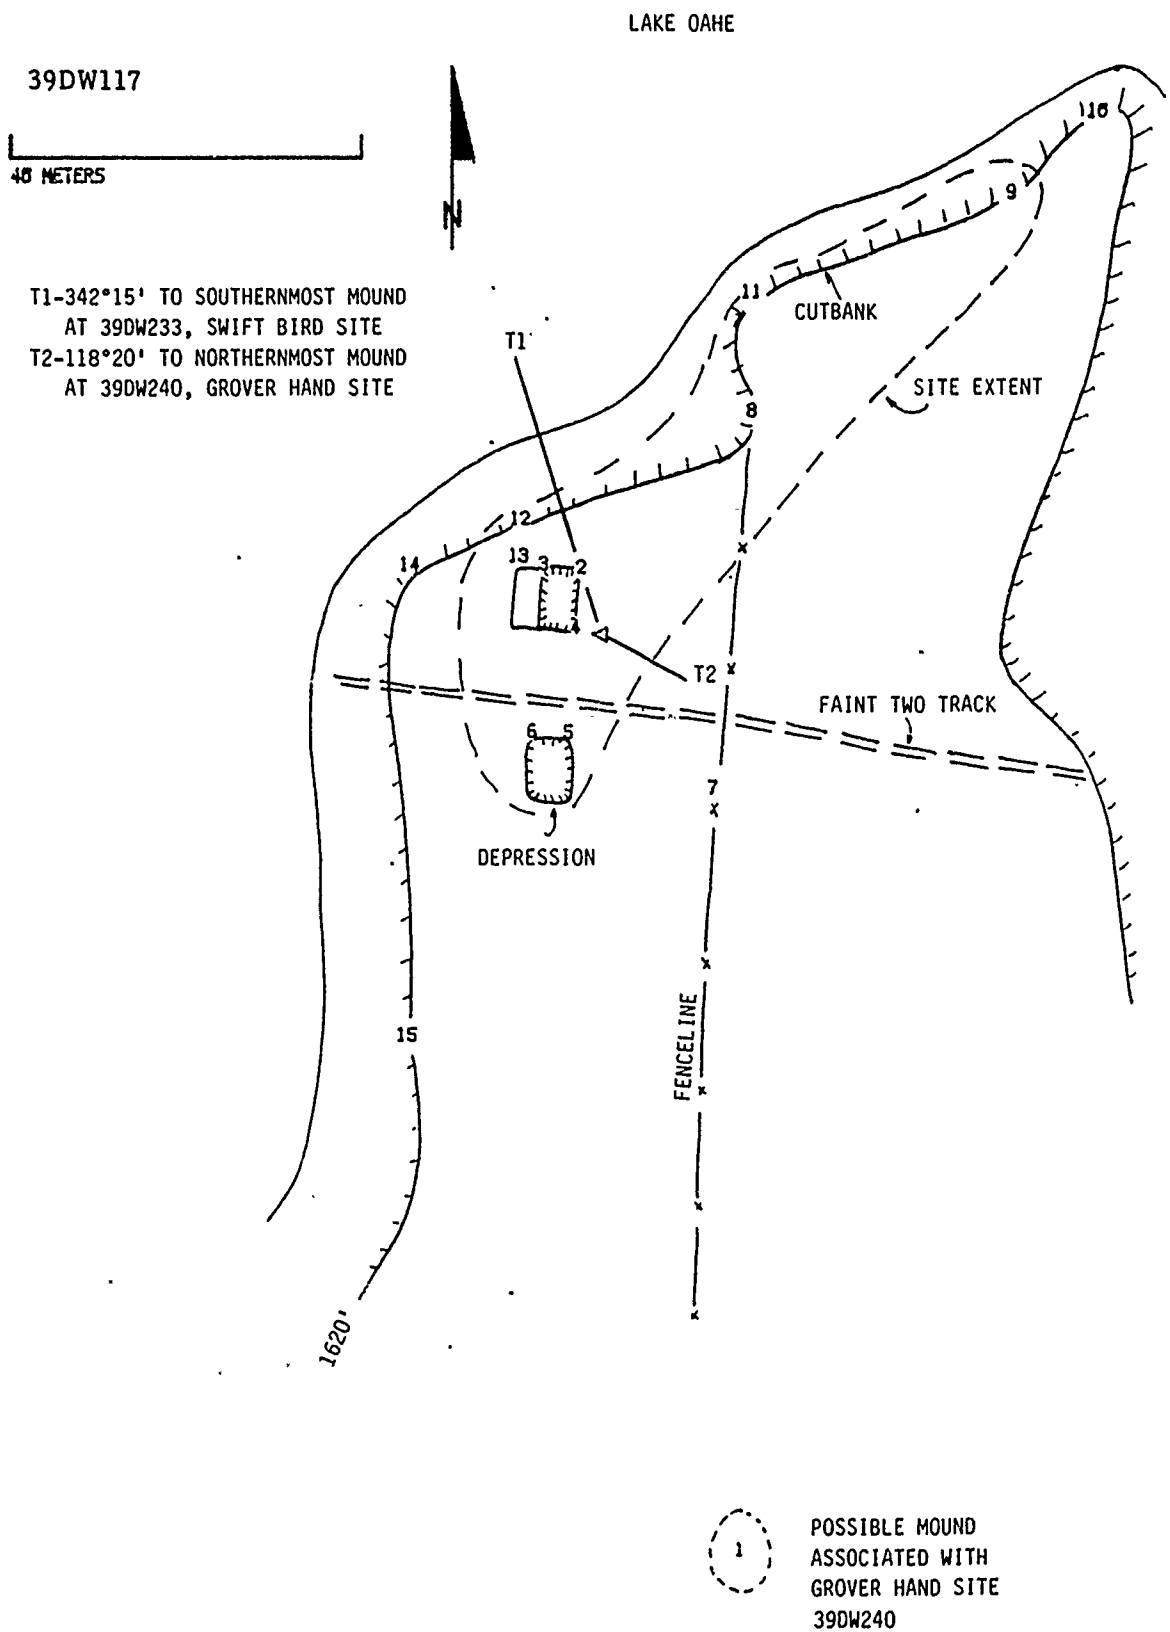 LAKE OAHE
39DW117
N
T1-342°15' TO SOUTHERNMOST MOUND
AT 39DW233, SWIFT BIRD SITE
T2-118°20' TO NORTHERNMOST MOUND
AT 39DW240, GROVER HAND SITE
METERS
16
9
11
CUTBANK
T1
SITE EXTENT
8
12
14
13
3
2
4
T2
FAINT TWO TRACK
6
5
7
DEPRESSION
FENCELINE
15
1620'
1
POSSIBLE MOUND
ASSOCIATED WITH
GROVER HAND SITE
39DW240